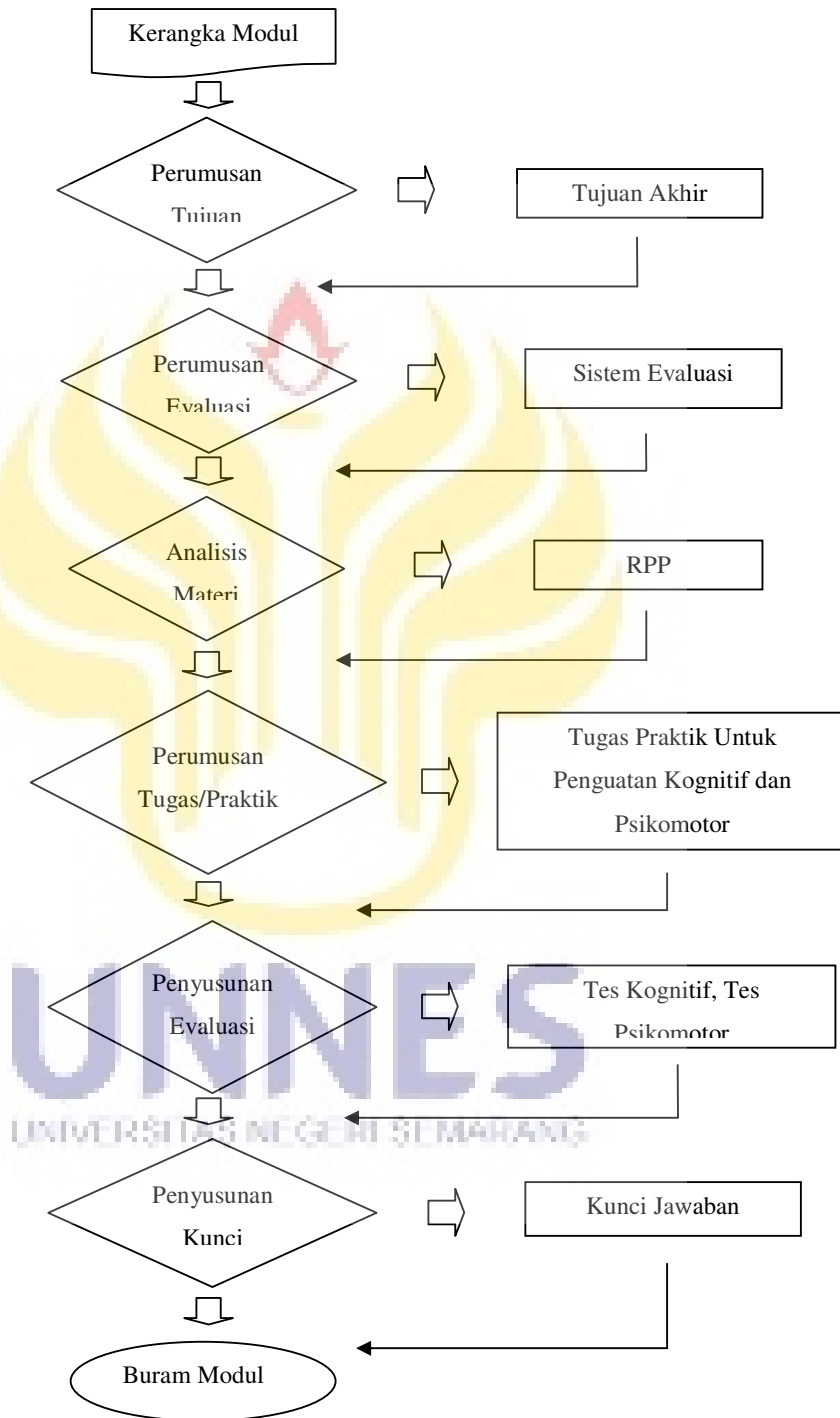 Kerangka Modul
Perumusan
Tujuan
Tujuan Akhir
Perumusan
Evaluasi
Sistem Evaluasi
Analisis
Materi
RPP
Perumusan
Tugas/Praktik
Tugas Praktik Untuk
Penguatan Kognitif dan
Psikomotor
Penyusunan
Evaluasi
Tes Kognitif, Tes
Psikomotor
UNNES
UNIVERSITAS NEGERI SEMARANG
Penyusunan
Kunci
Kunci Jawaban
Buram Modul